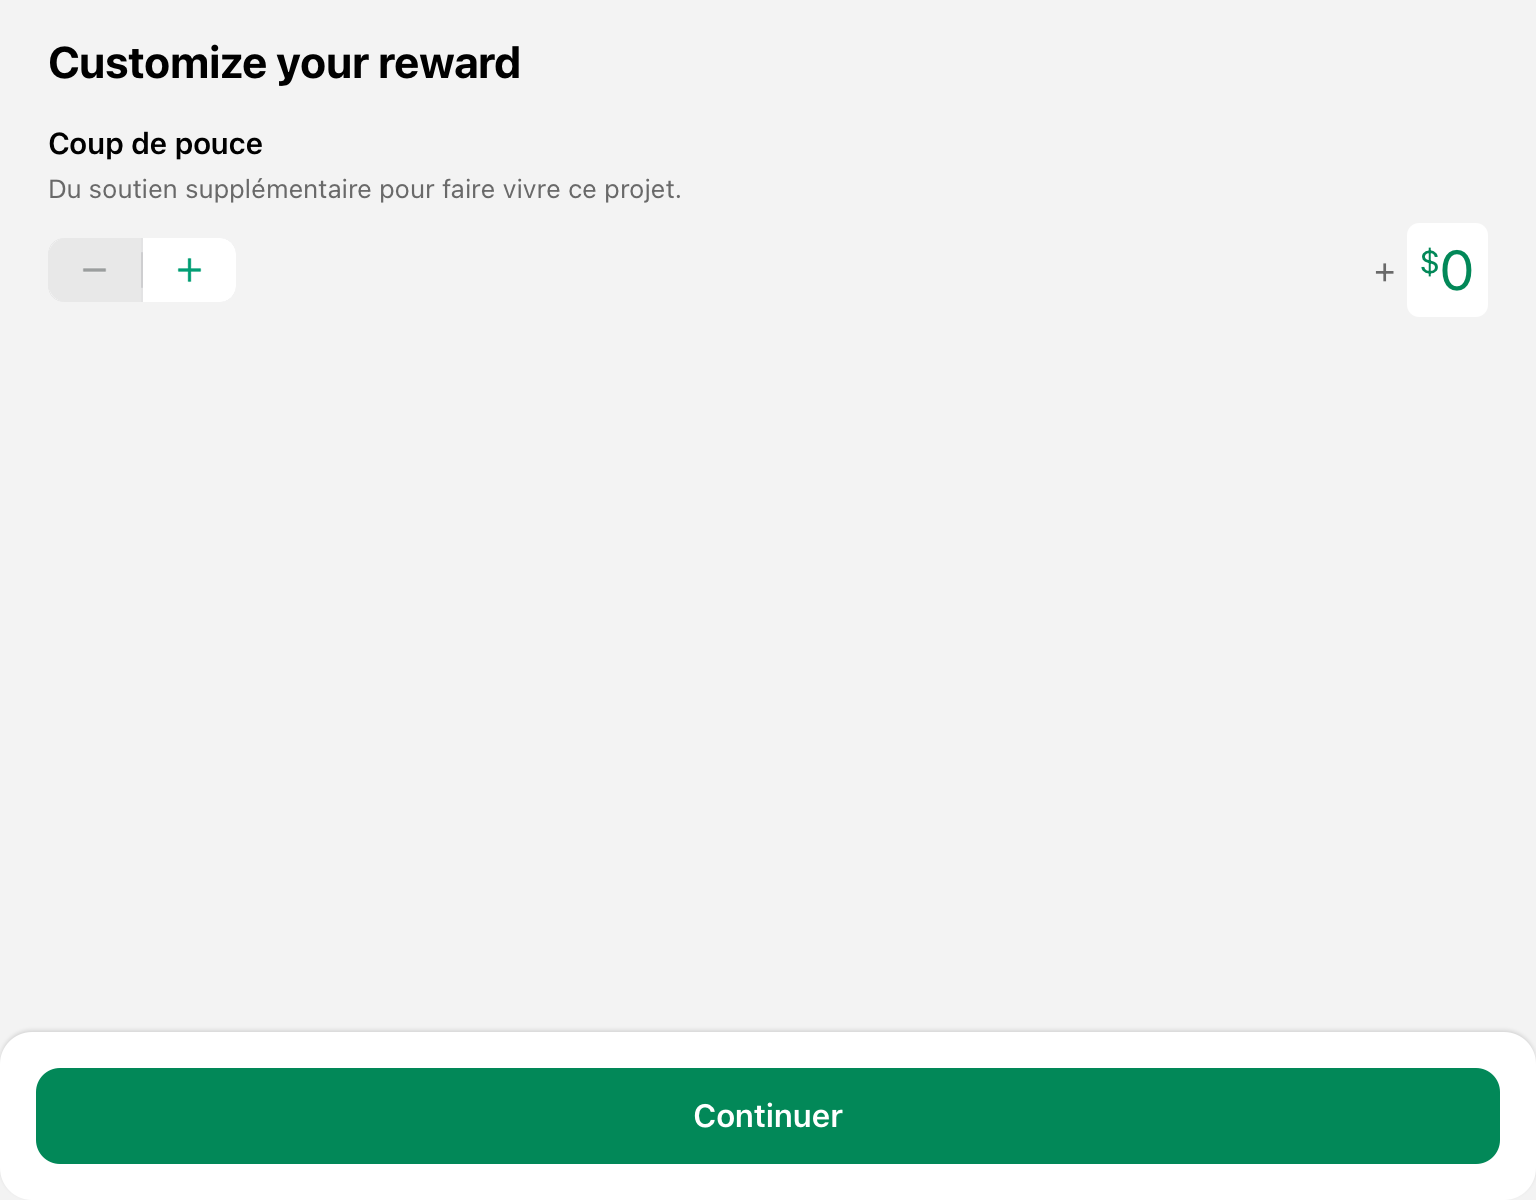 Customize your reward
Coup de pouce
Du soutien supplémentaire pour faire vivre ce projet.
− +
+ $0
Continuer